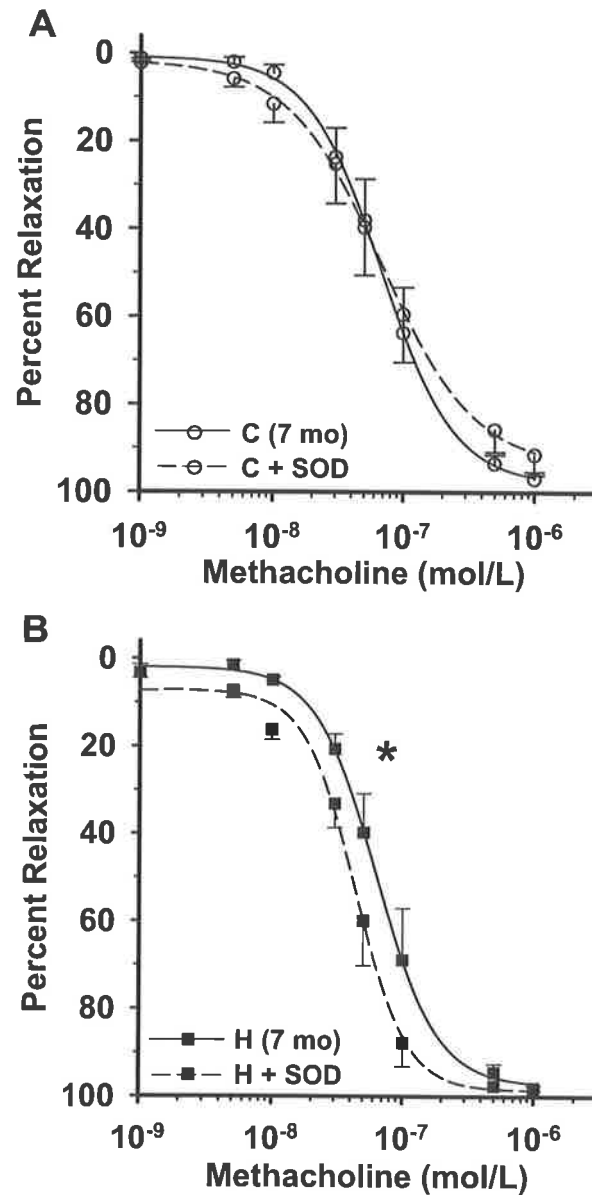 A
0
20
40
60
80
100
Percent Relaxation
C (7 mo)
C + SOD
10⁻⁹ 10⁻⁸ 10⁻⁷ 10⁻⁶
Methacholine (mol/L)
B
0
20
40
60
80
100
Percent Relaxation
*
H (7 mo)
H + SOD
10⁻⁹ 10⁻⁸ 10⁻⁷ 10⁻⁶
Methacholine (mol/L)